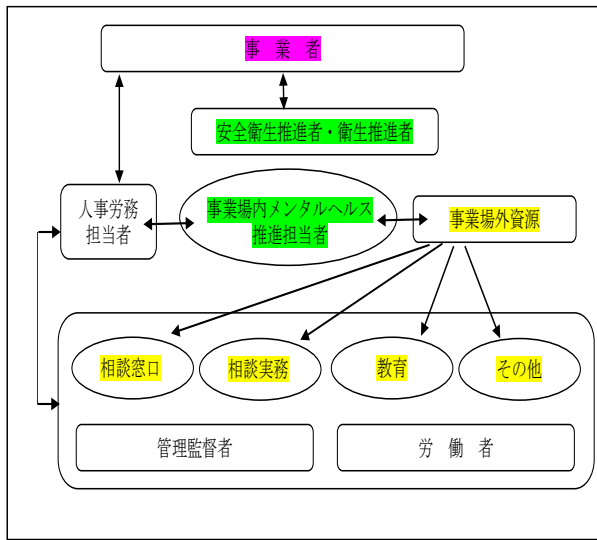 事　業　者
安全衛生推進者・衛生推進者
人事労務
担当者
事業場内メンタルヘルス
推進担当者
事業場外資源
相談窓口
相談実務
教育
その他
管理監督者
労　働　者